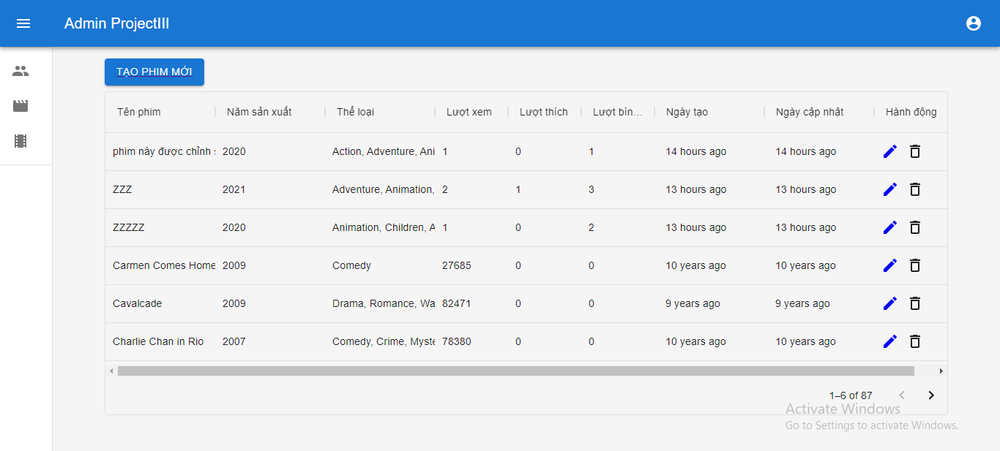 Admin ProjectIII
TẠO PHIM MỚI
Tên phim Năm sản xuất Thể loại Lượt xem Lượt thích Lượt bìn... Ngày tạo Ngày cập nhật Hành động
phim này được chỉnh 2020 Action, Adventure, Ani 1 0 1 14 hours ago 14 hours ago
ZZZ 2021 Adventure, Animation, 2 1 3 13 hours ago 13 hours ago
ZZZZZ 2020 Animation, Children, A 1 0 2 13 hours ago 13 hours ago
Carmen Comes Home 2009 Comedy 27685 0 0 10 years ago 10 years ago
Cavalcade 2009 Drama, Romance, Wa 82471 0 0 9 years ago 9 years ago
Charlie Chan in Rio 2007 Comedy, Crime, Myste 78380 0 0 10 years ago 10 years ago
1–6 of 87
Activate Windows
Go to Settings to activate Windows.